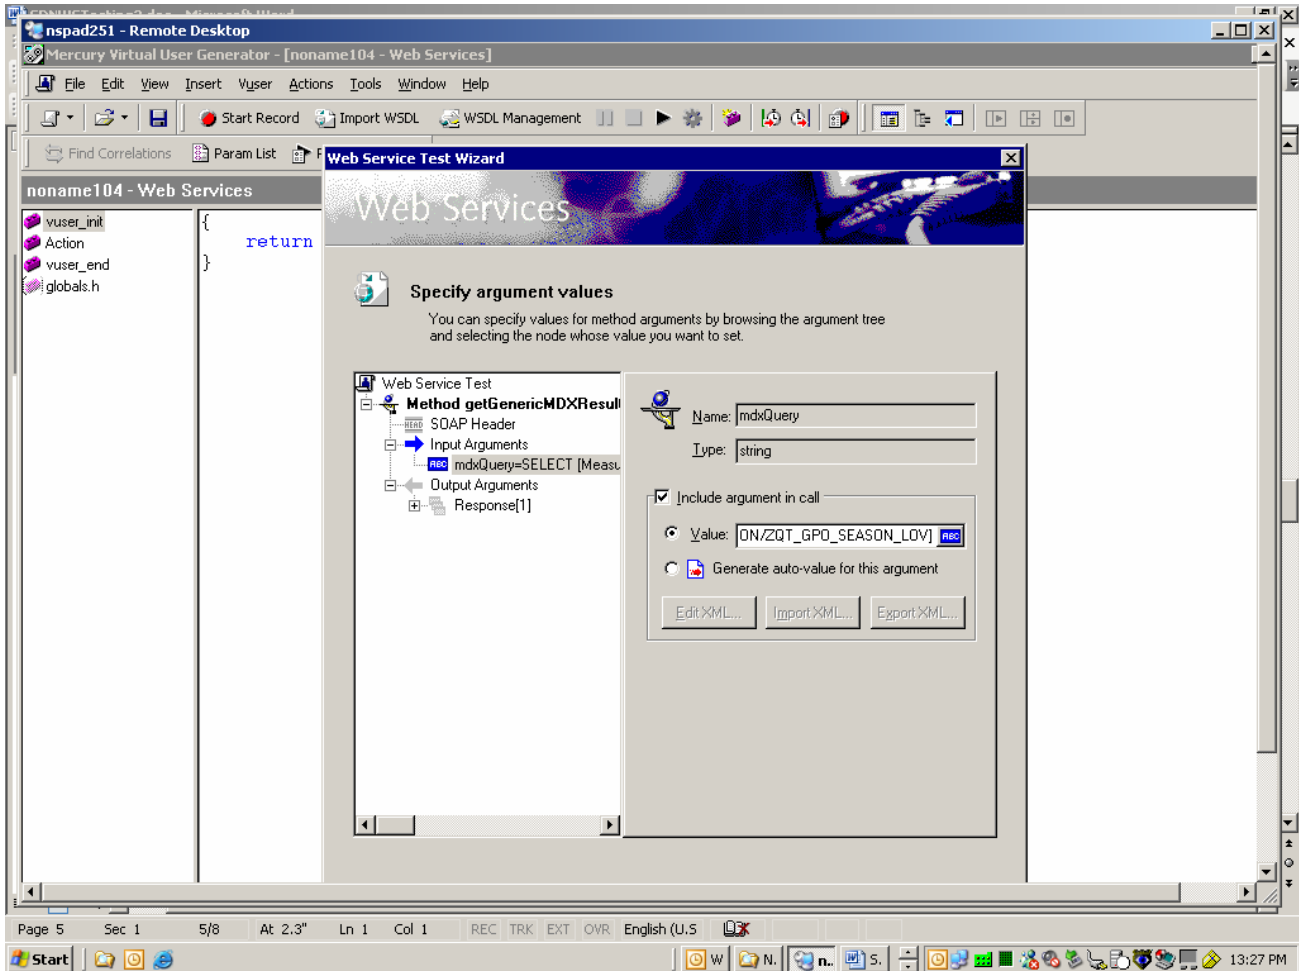 nspad251 - Remote Desktop
Mercury Virtual User Generator - [noname104 - Web Services]
File Edit View Insert Vuser Actions Tools Window Help
Start Record Import WSDL WSDL Management
Find Correlations Param List
Web Service Test Wizard
noname104 - Web Services
Web Services
vuser_init
Action
vuser_end
globals.h
{
return
}
Specify argument values
You can specify values for method arguments by browsing the argument tree
and selecting the node whose value you want to set.
Web Service Test
Method getGenericMDXResul
SOAP Header
Input Arguments
ABC mdxQuery=SELECT [Measu
Output Arguments
Response[1]
Name: mdxQuery
Type: string
Include argument in call
Value: ON/ZQT_GPO_SEASON_LOV] ABC
Generate auto-value for this argument
Edit XML... Import XML... Export XML...
Page 5 Sec 1 5/8 At 2.3" Ln 1 Col 1 REC TRK EXT OVR English (U.S
Start W N. n.. S. 13:27 PM